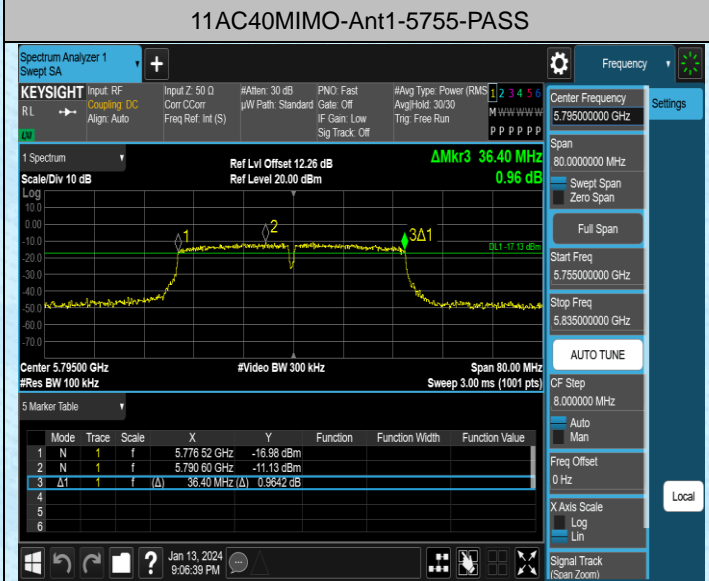 11AC40MIMO-Ant1-5755-PASS
Spectrum Analyzer 1
Swept SA
Frequency
KEYSIGHT Input: RF Input Z: 50 Ω #Atten: 30 dB PNO: Fast #Avg Type: Power (RMS 1 2 3 4 5 6
RL Coupling: DC Corr CCorr µW Path: Standard Gate: Off Avg|Hold: 30/30 M W W W W W
Align: Auto Freq Ref: Int (S) IF Gain: Low Trig: Free Run
Sig Track: Off P P P P P P
LXI
1 Spectrum
Ref Lvl Offset 12.26 dB
ΔMkr3 36.40 MHz
Scale/Div 10 dB
Ref Level 20.00 dBm
0.96 dB
Log
10.0
0.00
-10.0
-20.0
-30.0
-40.0
-50.0
-60.0
-70.0
1
2
3Δ1
DL1 -17.13 dBm
Center 5.79500 GHz
#Video BW 300 kHz
Span 80.00 MHz
#Res BW 100 kHz
Sweep 3.00 ms (1001 pts)
5 Marker Table
Mode Trace Scale X Y Function Function Width Function Value
1 N 1 f 5.776 52 GHz -16.98 dBm
2 N 1 f 5.790 60 GHz -11.13 dBm
3 Δ1 1 f (Δ) 36.40 MHz (Δ) 0.9642 dB
4
5
6
?
Jan 13, 2024
9:06:39 PM
Center Frequency
5.795000000 GHz
Settings
Span
80.0000000 MHz
Swept Span
Zero Span
Full Span
Start Freq
5.755000000 GHz
Stop Freq
5.835000000 GHz
AUTO TUNE
CF Step
8.000000 MHz
Auto
Man
Freq Offset
0 Hz
Local
X Axis Scale
Log
Lin
Signal Track
(Span Zoom)